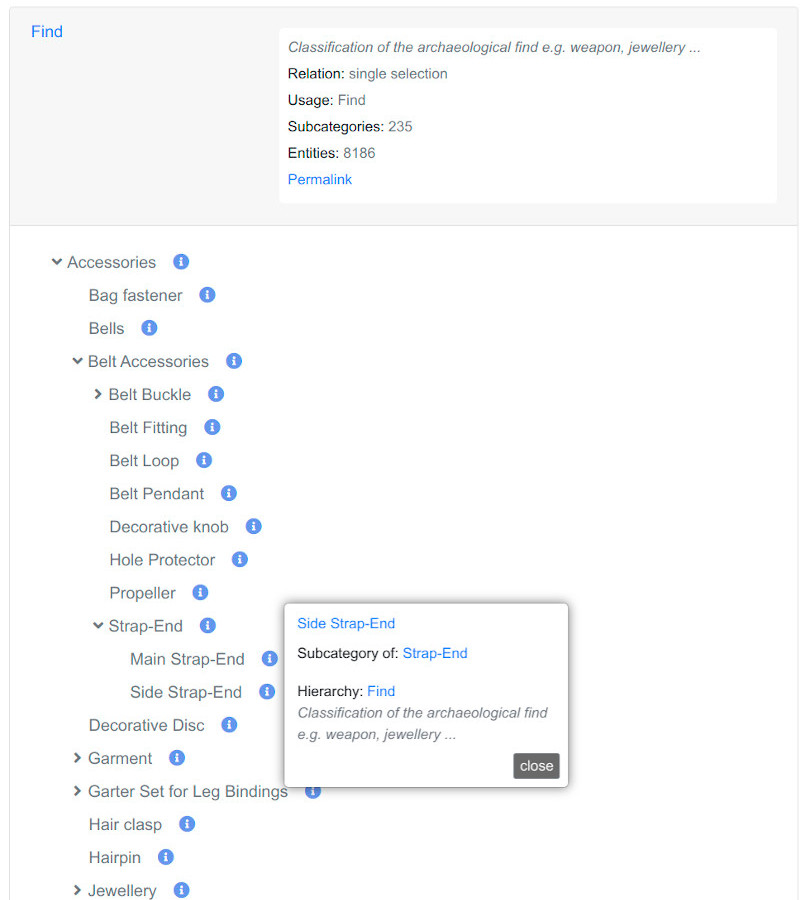 Find
Classification of the archaeological find e.g. weapon, jewellery ...
Relation: single selection
Usage: Find
Subcategories: 235
Entities: 8186
Permalink
Accessories
Bag fastener
Bells
Belt Accessories
Belt Buckle
Belt Fitting
Belt Loop
Belt Pendant
Decorative knob
Hole Protector
Propeller
Strap-End
Main Strap-End
Side Strap-End
Decorative Disc
Garment
Garter Set for Leg Bindings
Hair clasp
Hairpin
Jewellery
Side Strap-End
Subcategory of: Strap-End
Hierarchy: Find
Classification of the archaeological find
e.g. weapon, jewellery ...
close